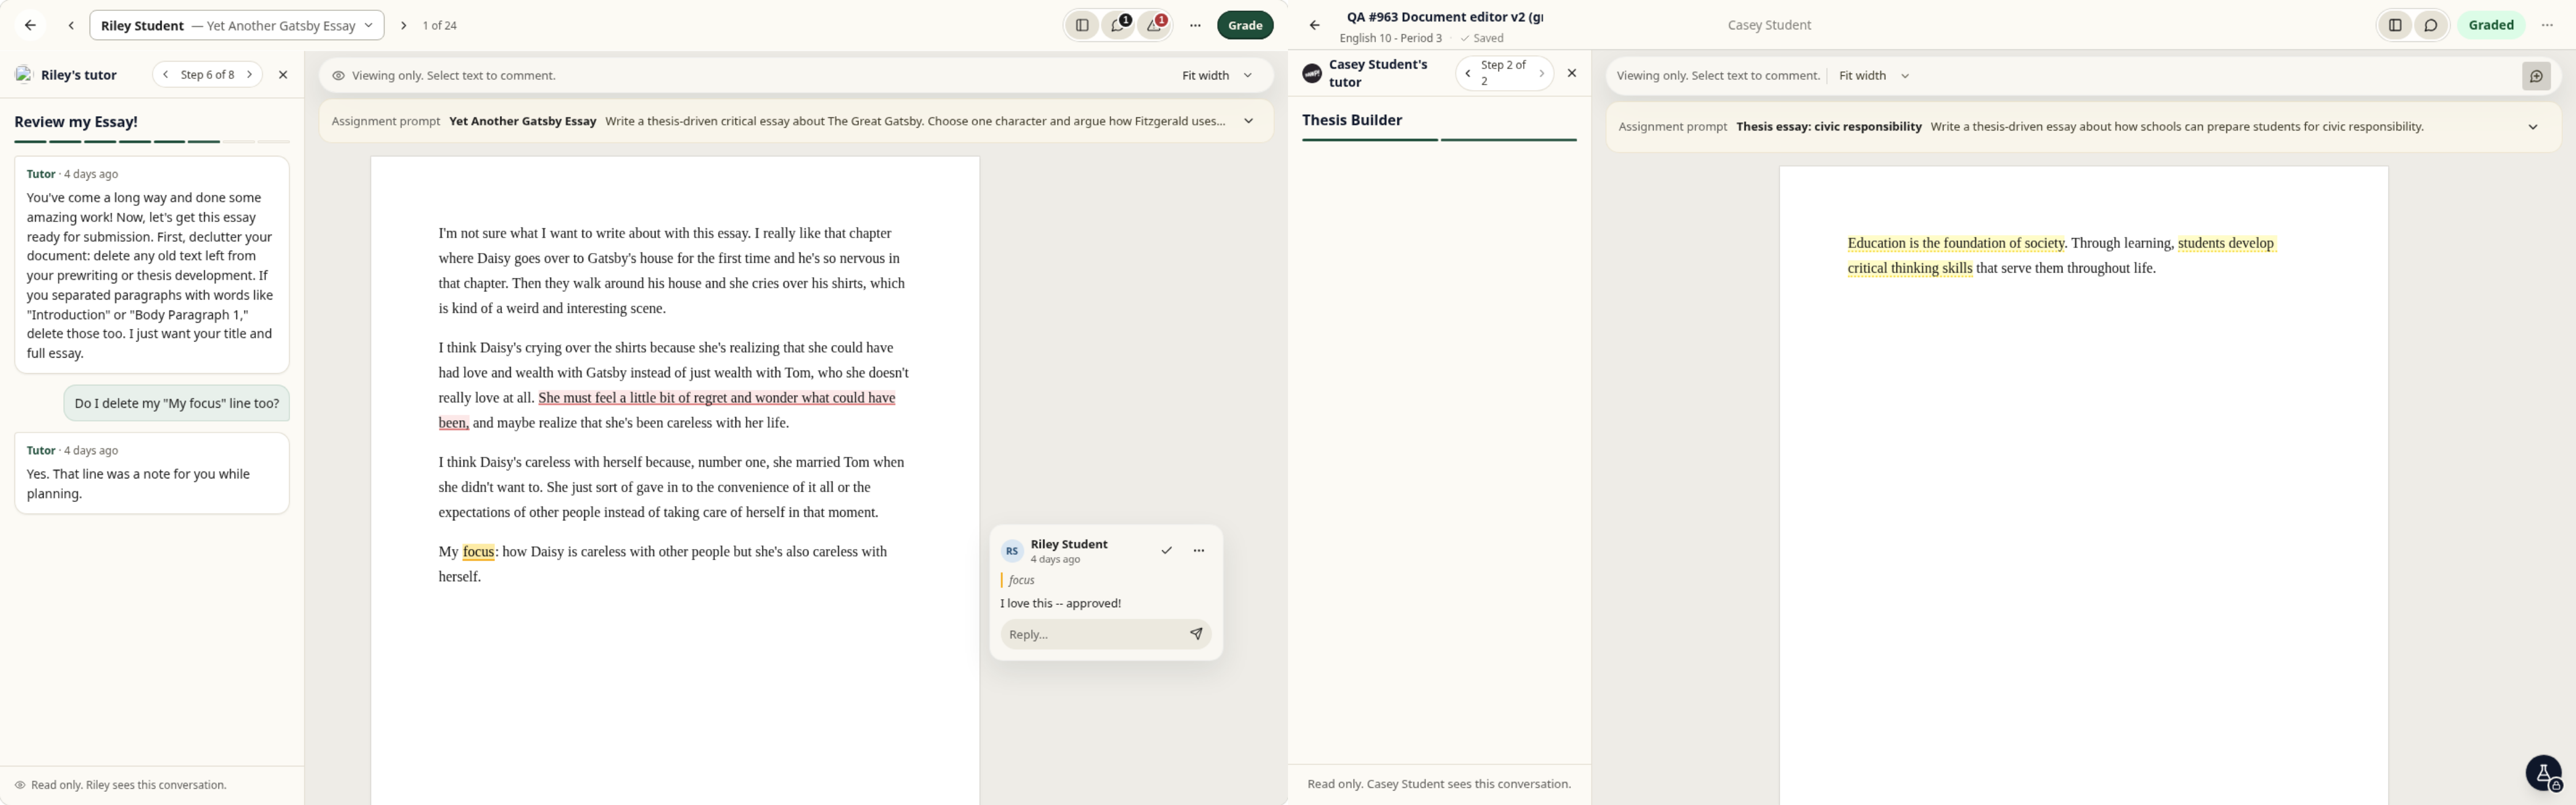 Riley Student — Yet Another Gatsby Essay
1 of 24
1
1
Grade
Riley's tutor
Step 6 of 8
Review my Essay!
Tutor · 4 days ago
You've come a long way and done some
amazing work! Now, let's get this essay
ready for submission. First, declutter your
document: delete any old text left from
your prewriting or thesis development. If
you separated paragraphs with words like
"Introduction" or "Body Paragraph 1,"
delete those too. I just want your title and
full essay.
Do I delete my "My focus" line too?
Tutor · 4 days ago
Yes. That line was a note for you while
planning.
Read only. Riley sees this conversation.
Viewing only. Select text to comment.
Fit width
Assignment prompt Yet Another Gatsby Essay Write a thesis-driven critical essay about The Great Gatsby. Choose one character and argue how Fitzgerald uses...
I'm not sure what I want to write about with this essay. I really like that chapter
where Daisy goes over to Gatsby's house for the first time and he's so nervous in
that chapter. Then they walk around his house and she cries over his shirts, which
is kind of a weird and interesting scene.
I think Daisy's crying over the shirts because she's realizing that she could have
had love and wealth with Gatsby instead of just wealth with Tom, who she doesn't
really love at all. She must feel a little bit of regret and wonder what could have
been, and maybe realize that she's been careless with her life.
I think Daisy's careless with herself because, number one, she married Tom when
she didn't want to. She just sort of gave in to the convenience of it all or the
expectations of other people instead of taking care of herself in that moment.
My focus: how Daisy is careless with other people but she's also careless with
herself.
RS
Riley Student
4 days ago
focus
I love this -- approved!
Reply...
QA #963 Document editor v2 (g
English 10 - Period 3 · Saved
Casey Student
Graded
Casey Student's
tutor
Step 2 of
2
Thesis Builder
Read only. Casey Student sees this conversation.
Viewing only. Select text to comment.
Fit width
Assignment prompt Thesis essay: civic responsibility Write a thesis-driven essay about how schools can prepare students for civic responsibility.
Education is the foundation of society. Through learning, students develop
critical thinking skills that serve them throughout life.